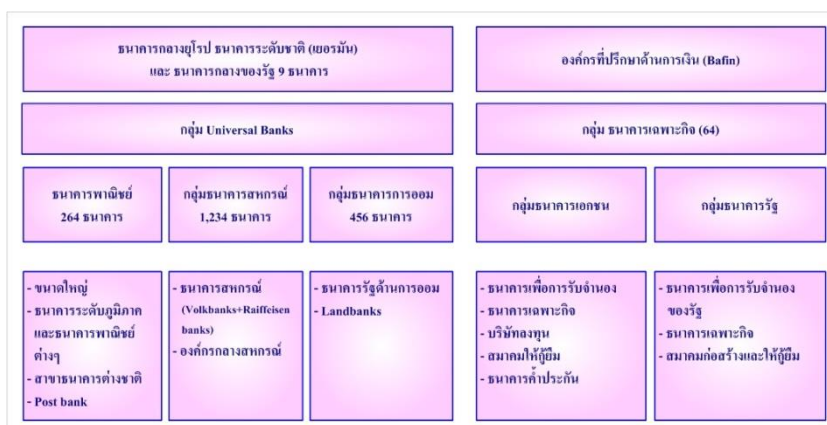 ธนาคารกลางยุโรป ธนาคารระดับชาติ (เยอรมัน)
และ ธนาคารกลางของรัฐ 9 ธนาคาร
องค์กรที่ปรึกษาด้านการเงิน (Bafin)
กลุ่ม Universal Banks
กลุ่ม ธนาคารเฉพาะกิจ (64)
ธนาคารพาณิชย์
264 ธนาคาร
กลุ่มธนาคารสหกรณ์
1,234 ธนาคาร
กลุ่มธนาคารการออม
456 ธนาคาร
กลุ่มธนาคารเอกชน
กลุ่มธนาคารรัฐ
- ขนาดใหญ่
- ธนาคารระดับภูมิภาค
และธนาคารพาณิชย์
ต่างๆ
- สาขาธนาคารต่างชาติ
- Post bank
- ธนาคารสหกรณ์
(Volkbanks+Raiffeisen
banks)
- องค์กรกลางสหกรณ์
- ธนาคารรัฐด้านการออม
- Landbanks
- ธนาคารเพื่อการรับจำนอง
- ธนาคารเฉพาะกิจ
- บริษัทลงทุน
- สมาคมให้กู้ยืม
- ธนาคารค้ำประกัน
- ธนาคารเพื่อการรับจำนอง
ของรัฐ
- ธนาคารเฉพาะกิจ
- สมาคมก่อสร้างและให้กู้ยืม